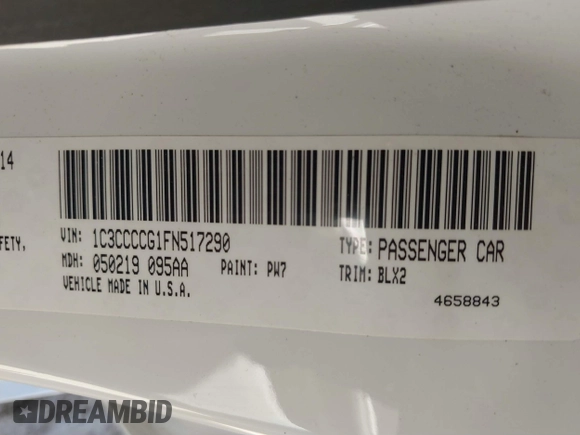 14
FETY,
VIN: 1C3CCCCG1FN517290
TYPE: PASSENGER CAR
MDH: 050219 095AA
PAINT: PW7
TRIM: BLX2
VEHICLE MADE IN U.S.A.
4658843
DREAMBID